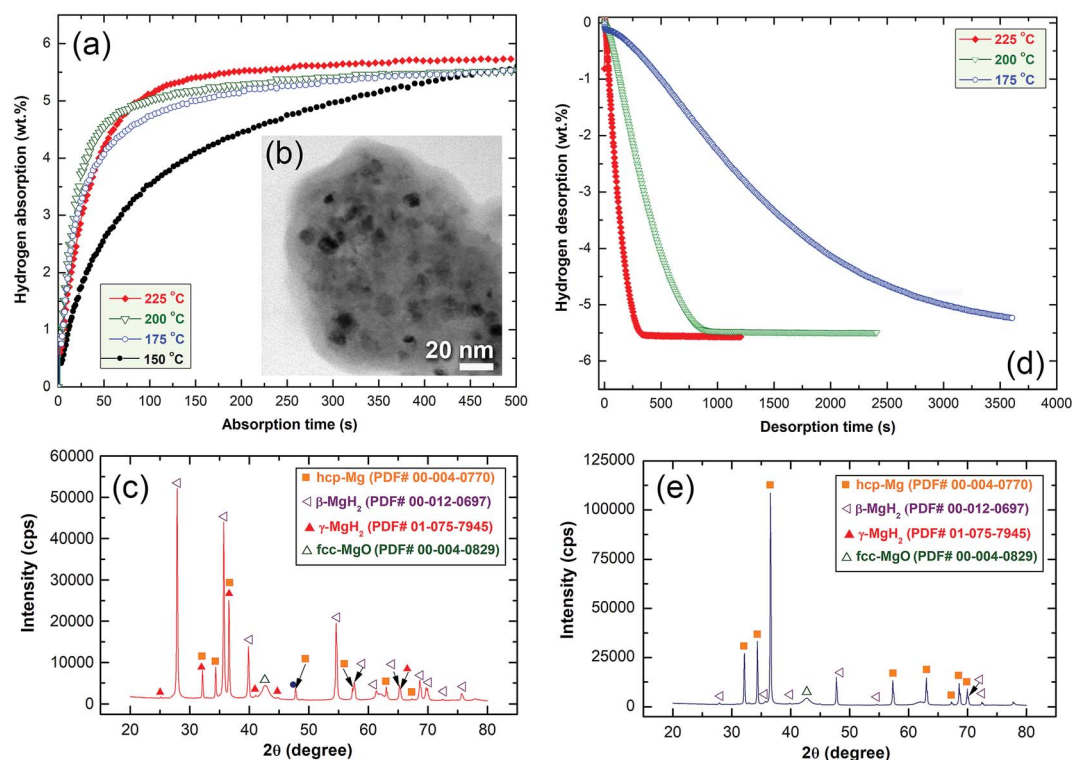 (a)
Hydrogen absorption (wt.%)
6
5
4
3
2
1
0
225 °C
200 °C
175 °C
150 °C
(b)
20 nm
0 50 100 150 200 250 300 350 400 450 500
Absorption time (s)
(d)
Hydrogen desorption (wt.%)
0
-1
-2
-3
-4
-5
-6
225 °C
200 °C
175 °C
0 500 1000 1500 2000 2500 3000 3500 4000
Desorption time (s)
(c)
Intensity (cps)
60000
50000
40000
30000
20000
10000
0
hcp-Mg (PDF# 00-004-0770)
β-MgH₂ (PDF# 00-012-0697)
γ-MgH₂ (PDF# 01-075-7945)
fcc-MgO (PDF# 00-004-0829)
20 30 40 50 60 70 80
2θ (degree)
(e)
Intensity (cps)
125000
100000
75000
50000
25000
0
hcp-Mg (PDF# 00-004-0770)
β-MgH₂ (PDF# 00-012-0697)
γ-MgH₂ (PDF# 01-075-7945)
fcc-MgO (PDF# 00-004-0829)
20 30 40 50 60 70 80
2θ (degree)